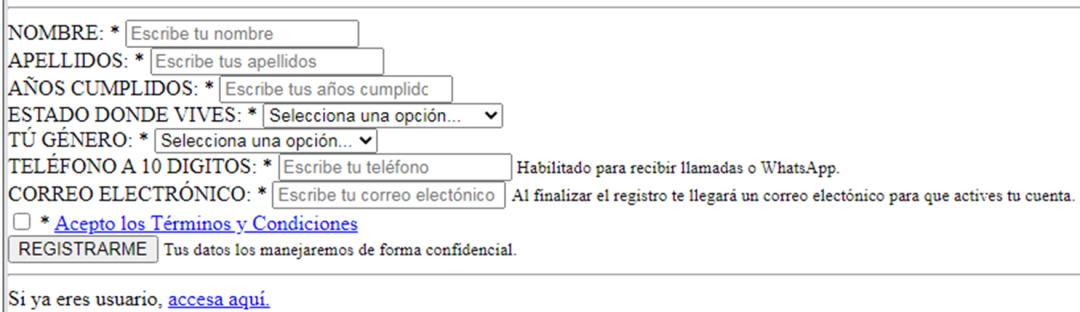 NOMBRE: * Escribe tu nombre
APELLIDOS: * Escribe tus apellidos
AÑOS CUMPLIDOS: * Escribe tus años cumplidc
ESTADO DONDE VIVES: * Selecciona una opción...
TÚ GÉNERO: * Selecciona una opción...
TELÉFONO A 10 DIGITOS: * Escribe tu teléfono Habilitado para recibir llamadas o WhatsApp.
CORREO ELECTRÓNICO: * Escribe tu correo electónico Al finalizar el registro te llegará un correo electónico para que actives tu cuenta.
* Acepto los Términos y Condiciones
REGISTRARME Tus datos los manejaremos de forma confidencial.
Si ya eres usuario, accesa aquí.